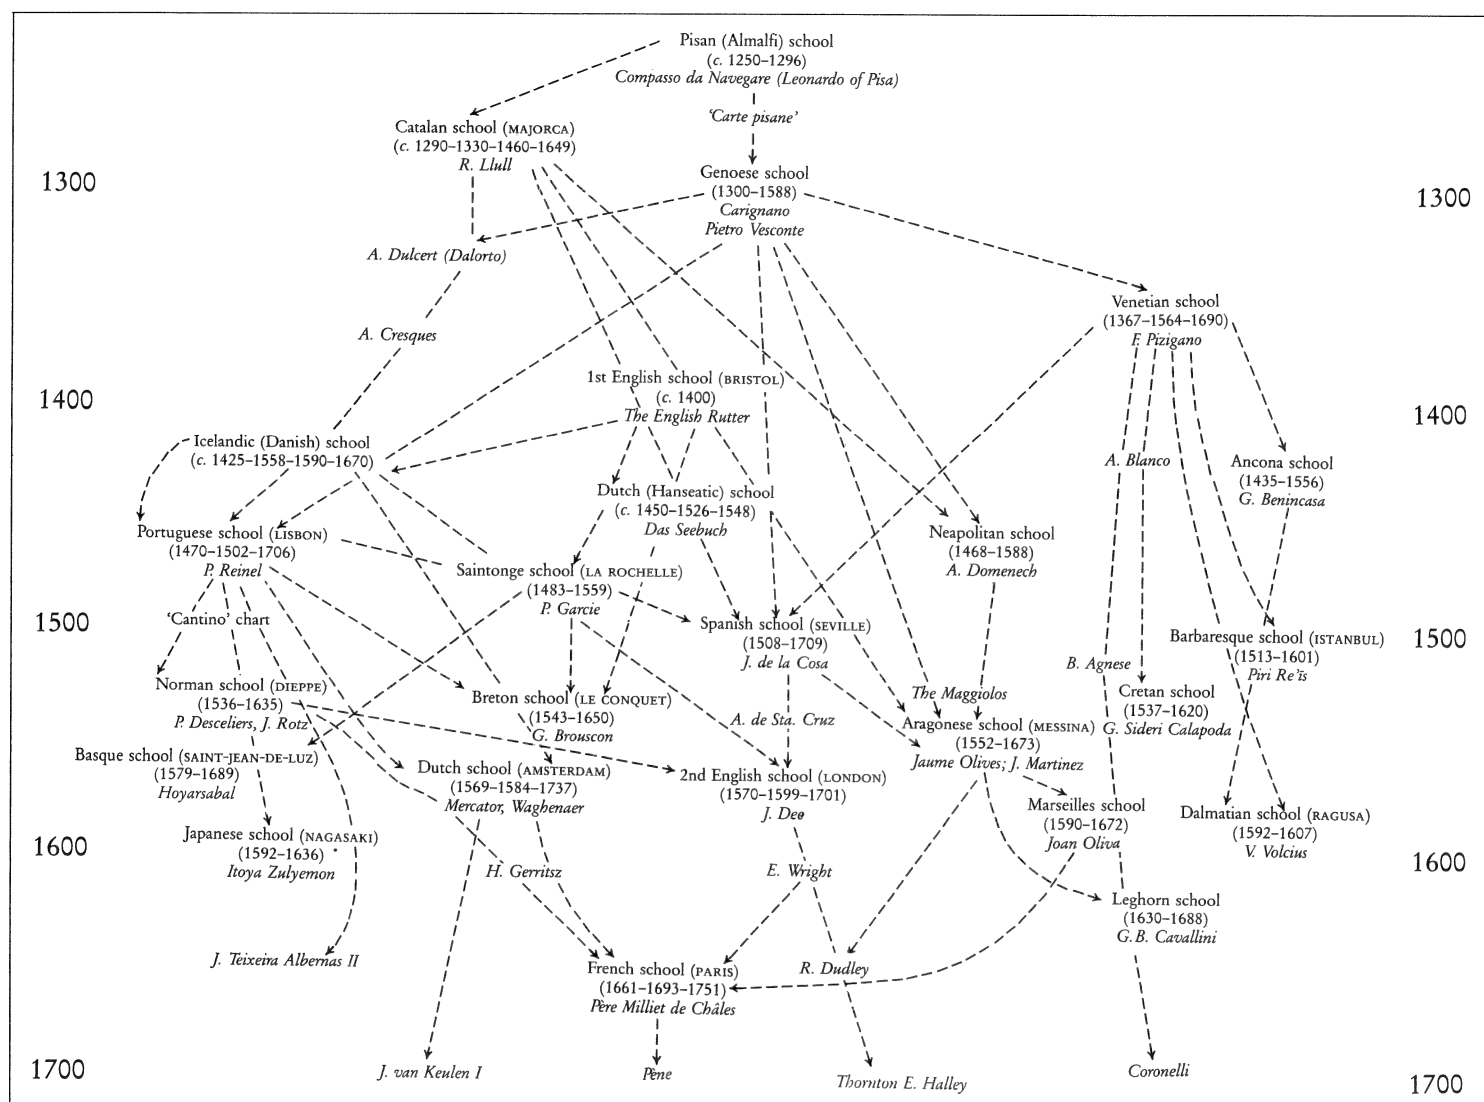 Pisan (Almalfi) school
(c. 1250–1296)
Compasso da Navegare (Leonardo of Pisa)
'Carte pisane'
Catalan school (MAJORCA)
(c. 1290–1330–1460–1649)
R. Llull
Genoese school
(1300–1588)
Carignano
Pietro Vesconte
1300
1300
A. Dulcert (Dalorto)
Venetian school
(1367–1564–1690)
F. Pizigano
A. Cresques
1st English school (BRISTOL)
(c. 1400)
The English Rutter
1400
1400
Icelandic (Danish) school
(c. 1425–1558–1590–1670)
A. Blanco
Ancona school
(1435–1556)
G. Benincasa
Dutch (Hanseatic) school
(c. 1450–1526–1548)
Das Seebuch
Portuguese school (LISBON)
(1470–1502–1706)
P. Reinel
Neapolitan school
(1468–1588)
A. Domenech
Saintonge school (LA ROCHELLE)
(1483–1559)
P. Garcie
'Cantino' chart
1500
1500
Spanish school (SEVILLE)
(1508–1709)
J. de la Cosa
Barbaresque school (ISTANBUL)
(1513–1601)
Piri Re'is
B. Agnese
Norman school (DIEPPE)
(1536–1635)
P. Desceliers, J. Rotz
Breton school (LE CONQUET)
(1543–1650)
G. Brouscon
The Maggiolos
Cretan school
(1537–1620)
G. Sideri Calapoda
A. de Sta. Cruz
Aragonese school (MESSINA)
(1552–1673)
Jaume Olives; J. Martinez
Basque school (SAINT-JEAN-DE-LUZ)
(1579–1689)
Hoyarsabal
Dutch school (AMSTERDAM)
(1569–1584–1737)
Mercator, Waghenaer
2nd English school (LONDON)
(1570–1599–1701)
J. Dee
Marseilles school
(1590–1672)
Joan Oliva
Dalmatian school (RAGUSA)
(1592–1607)
V. Volcius
Japanese school (NAGASAKI)
(1592–1636)
Itoya Zulyemon
1600
1600
H. Gerritsz
E. Wright
Leghorn school
(1630–1688)
G.B. Cavallini
J. Teixeira Albernas II
French school (PARIS)
(1661–1693–1751)
Père Milliet de Châles
R. Dudley
1700
1700
J. van Keulen I
Pène
Thornton E. Halley
Coronelli